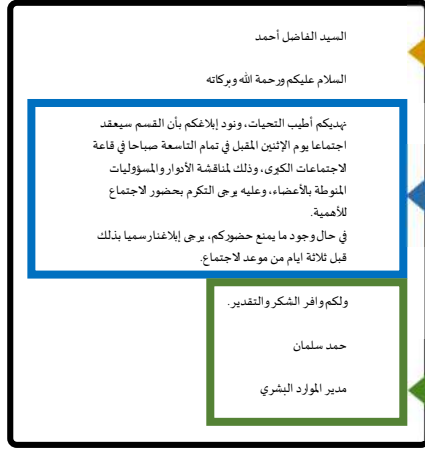 السيد الفاضل أحمد
السلام عليكم ورحمة الله وبركاته
نهديكم أطيب التحيات، ونود إبلاغكم بأن القسم سيعقد
اجتماعا يوم الإثنين المقبل في تمام التاسعة صباحا في قاعة
الاجتماعات الكبرى، وذلك لمناقشة الأدوار والمسؤوليات
المنوطة بالأعضاء، وعليه يرجى التكرم بحضور الاجتماع
للأهمية.
في حال وجود ما يمنع حضوركم، يرجى إبلاغنا رسميا بذلك
قبل ثلاثة ايام من موعد الاجتماع.
ولكم وافر الشكر والتقدير.
حمد سلمان
مدير الموارد البشري